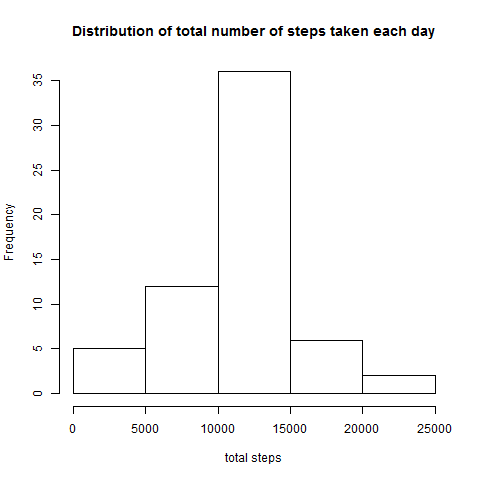 Distribution of total number of steps taken each day
35
30
25
20
15
10
5
0
Frequency
0 5000 10000 15000 20000 25000
total steps